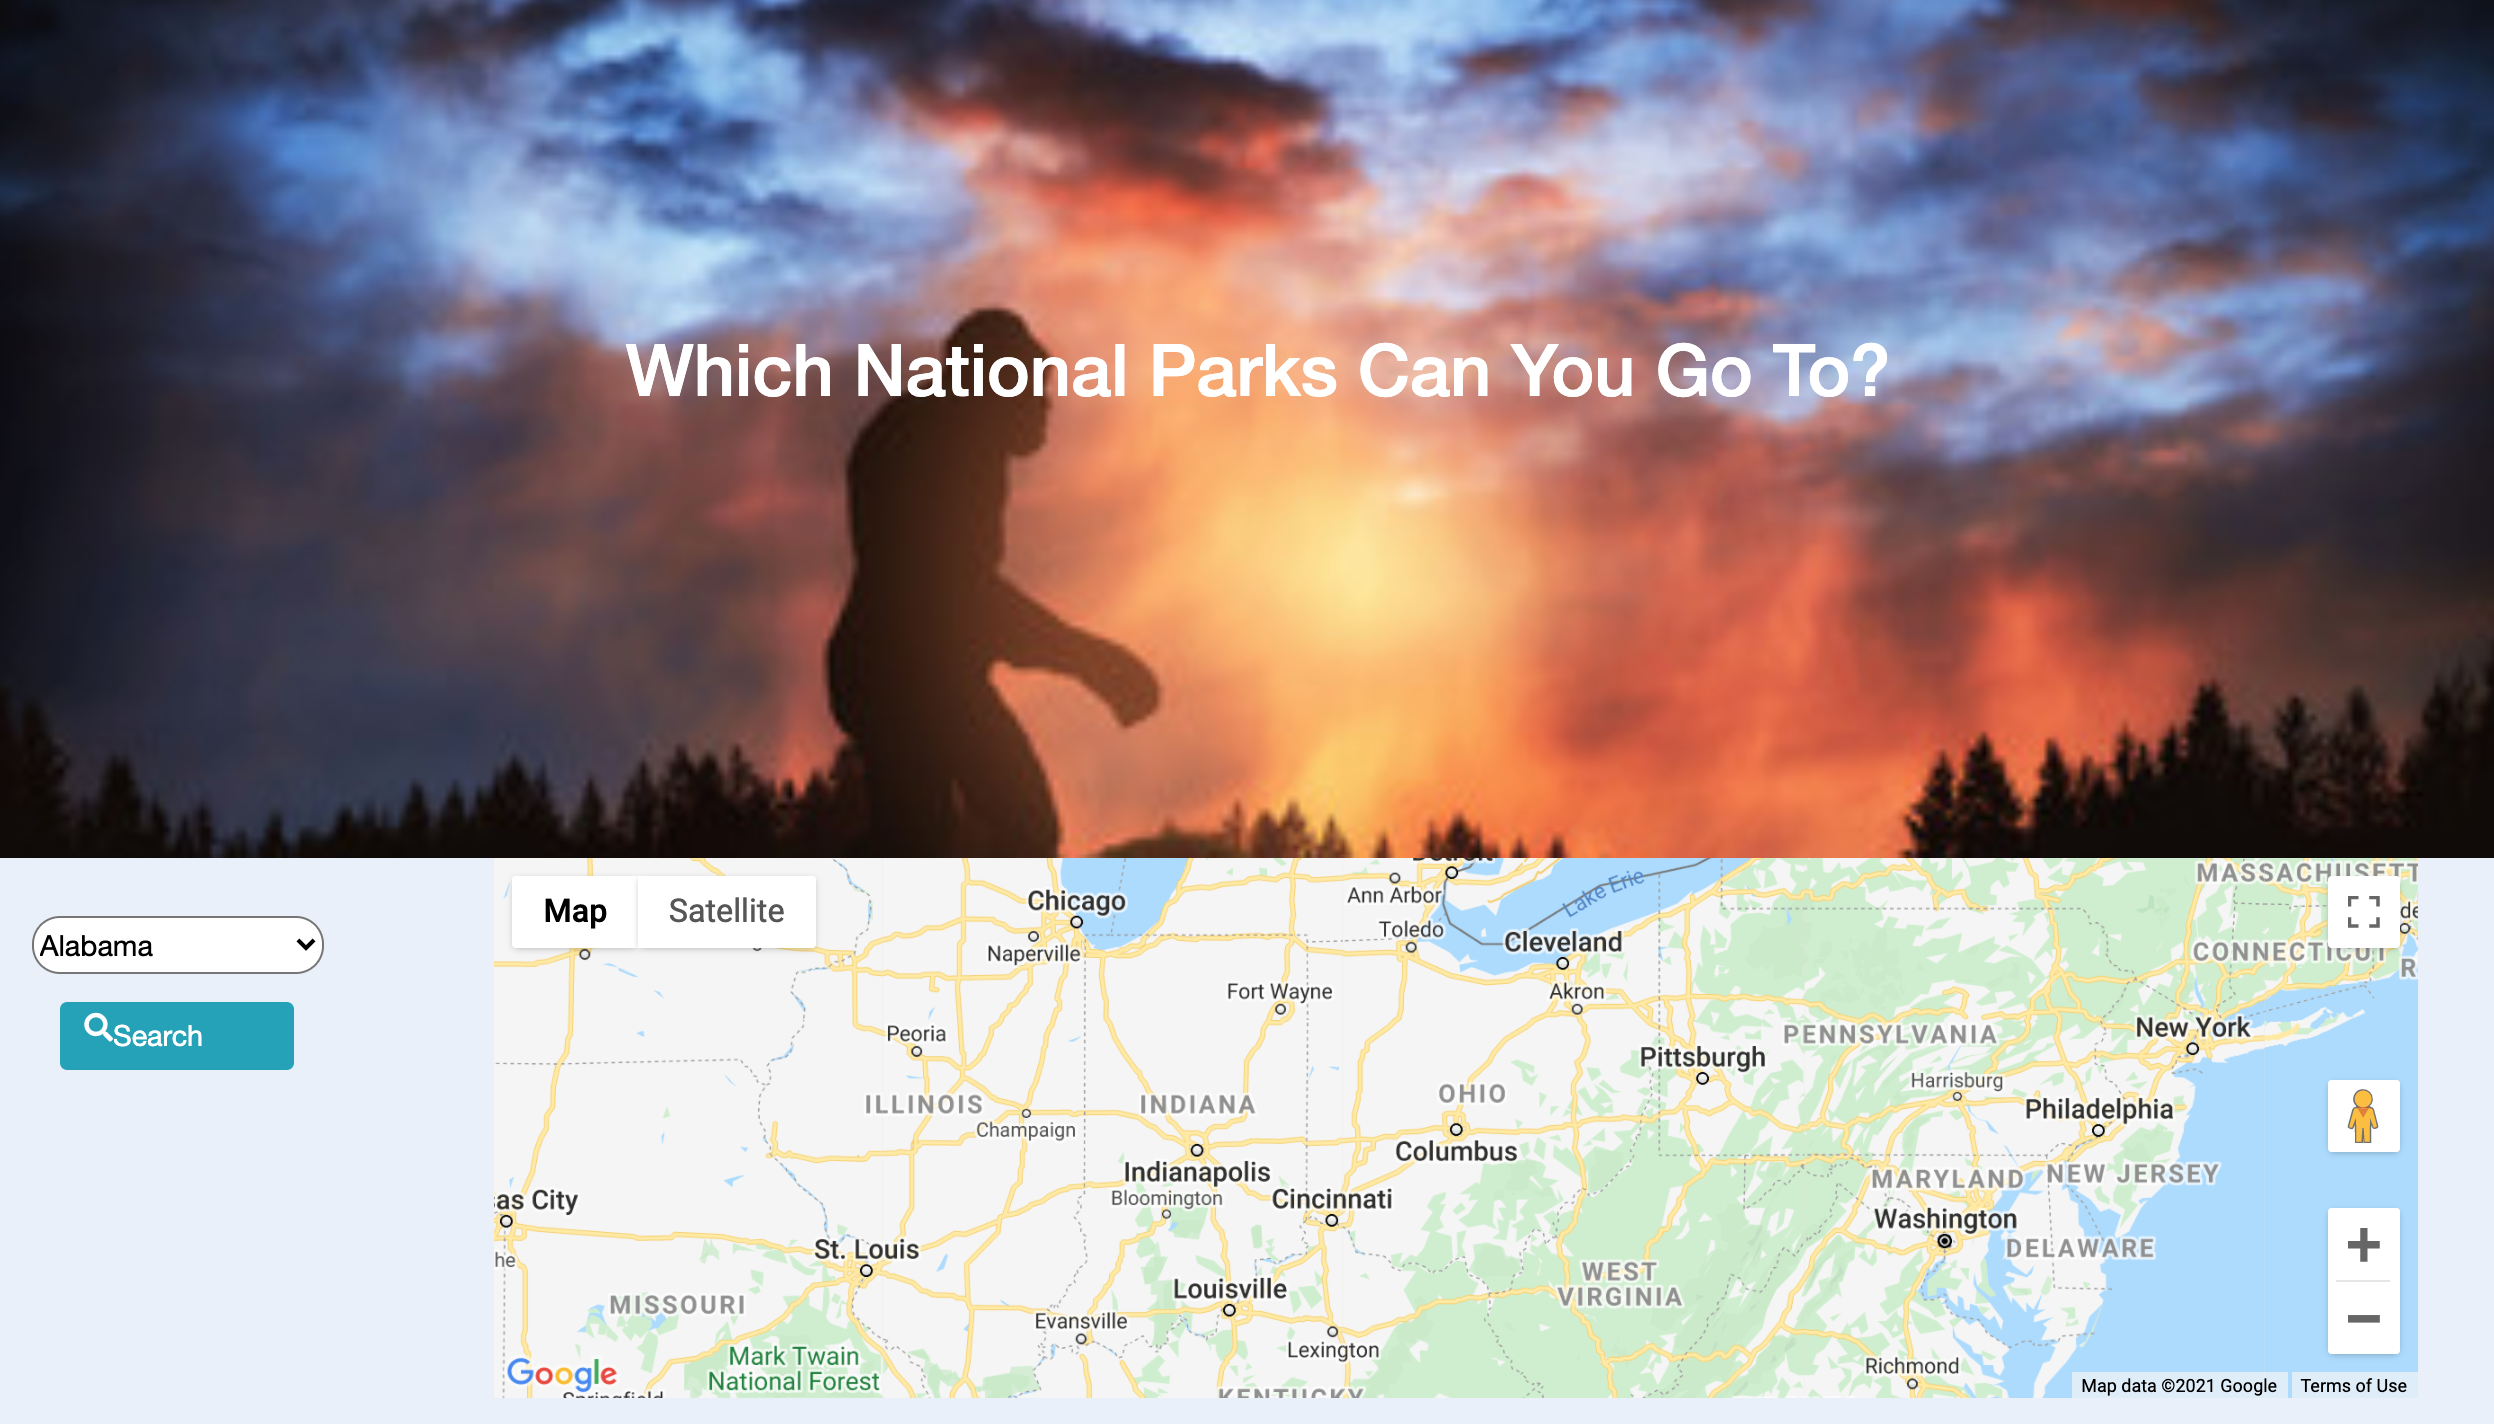 Which National Parks Can You Go To?
Alabama
Search
Map
Satellite
Chicago
Naperville
Ann Arbor
Toledo
Lake Erie
Cleveland
Akron
Fort Wayne
Peoria
ILLINOIS
Champaign
INDIANA
Indianapolis
Bloomington
OHIO
Columbus
Cincinnati
Pittsburgh
PENNSYLVANIA
Harrisburg
Philadelphia
New York
MASSACHUSETT
CONNECTICUT
R
MARYLAND
NEW JERSEY
Washington
DELAWARE
WEST
VIRGINIA
as City
he
St. Louis
MISSOURI
Louisville
Evansville
Lexington
Mark Twain
National Forest
Richmond
KENTUCKY
Google
Map data ©2021 Google
Terms of Use